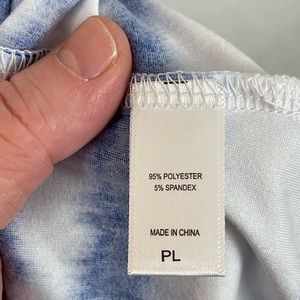 95% POLYESTER
5% SPANDEX
MADE IN CHINA
PL